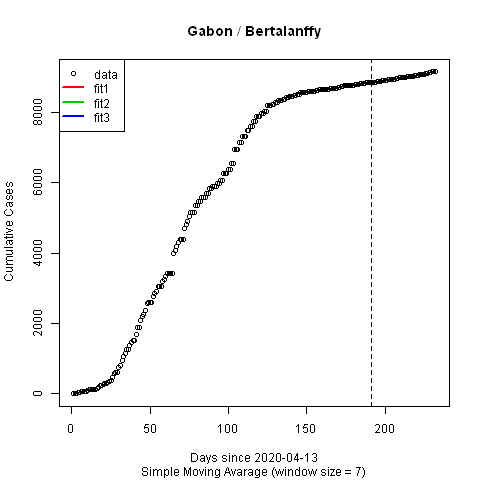 Gabon / Bertalanffy
data
fit1
fit2
fit3
Cumulative Cases
0
2000
4000
6000
8000
0 50 100 150 200
Days since 2020-04-13
Simple Moving Avarage (window size = 7)